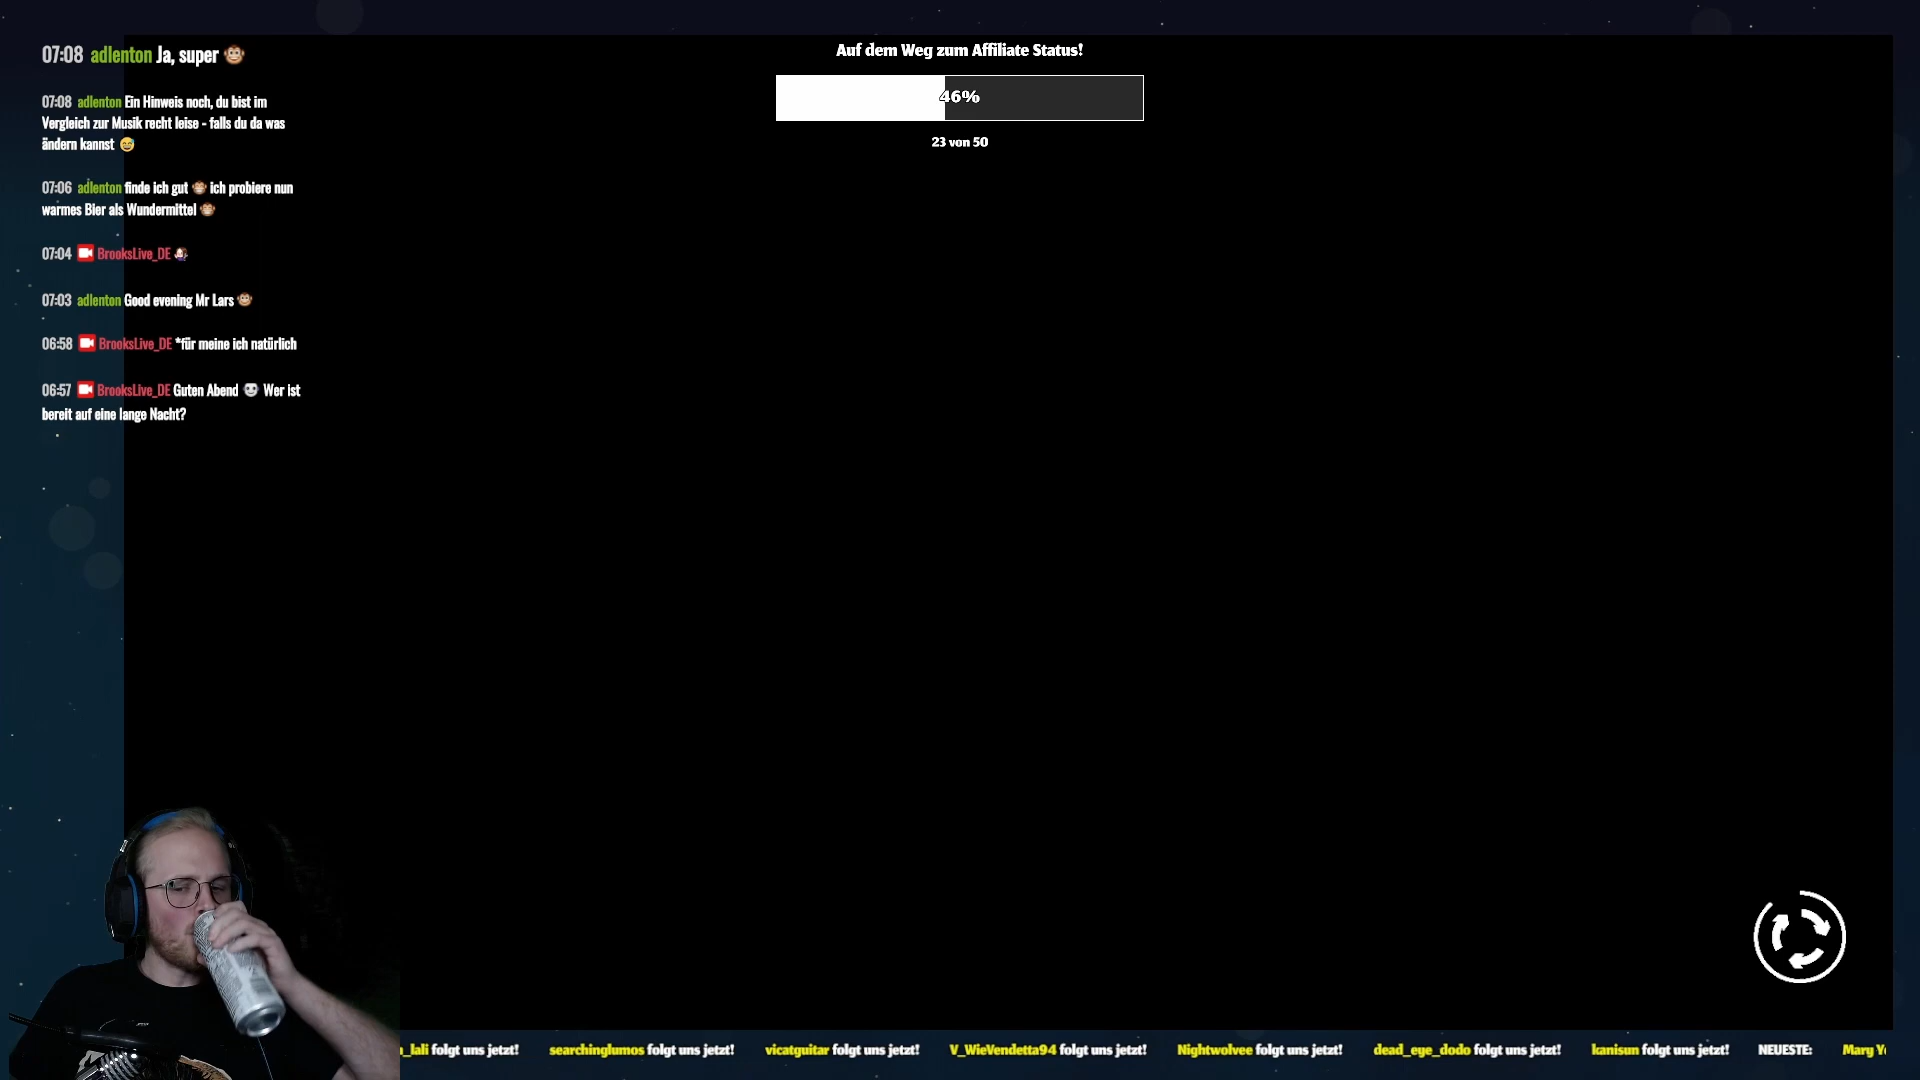 07:08 adlenton Ja, super
07:08 adlenton Ein Hinweis noch, du bist im
Vergleich zur Musik recht leise - falls du da was
ändern kannst
07:06 adlenton finde ich gut ich probiere nun
warmes Bier als Wundermittel
07:04 BrooksLive_DE
07:03 adlenton Good evening Mr Lars
06:58 BrooksLive_DE *für meine ich natürlich
06:57 BrooksLive_DE Guten Abend Wer ist
bereit auf eine lange Nacht?
Auf dem Weg zum Affiliate Status!
46%
23 von 50
_lali folgt uns jetzt! searchinglumos folgt uns jetzt! vicatguitar folgt uns jetzt! V_WieVendetta94 folgt uns jetzt! Nightwolvee folgt uns jetzt! dead_eye_dodo folgt uns jetzt! kanisun folgt uns jetzt! NEUESTE: Mary